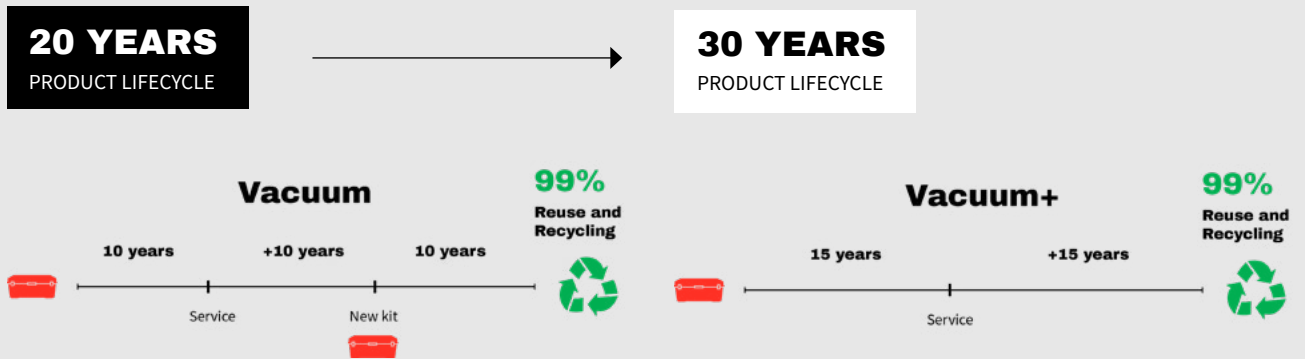 20 YEARS
PRODUCT LIFECYCLE
30 YEARS
PRODUCT LIFECYCLE
Vacuum
99%
Reuse and
Recycling
10 years
+10 years
10 years
Service
New kit
Vacuum+
99%
Reuse and
Recycling
15 years
+15 years
Service